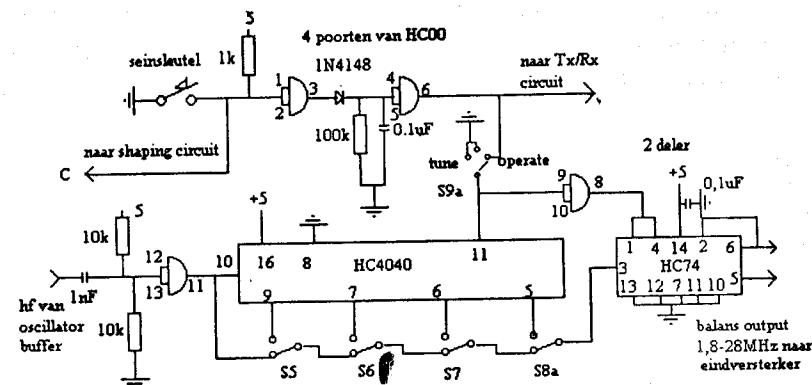 5
4 poorten van HC00
seinsleutel
1k
1N4148
naar Tx/Rx
circuit
1
2
3
4
5
6
100k
0.1uF
naar shaping circuit
C
tune
operate
S9a
2 deler
+5
0,1uF
9
10
8
5
10k
+5
12
13
11
10
16
8
HC4040
11
1
4
14
2
6
3
HC74
5
13
12
7
11
10
1nF
hf van
oscillator
buffer
10k
9
7
6
5
S5
S6
S7
S8a
balans output
1,8-28MHz naar
eindversterker